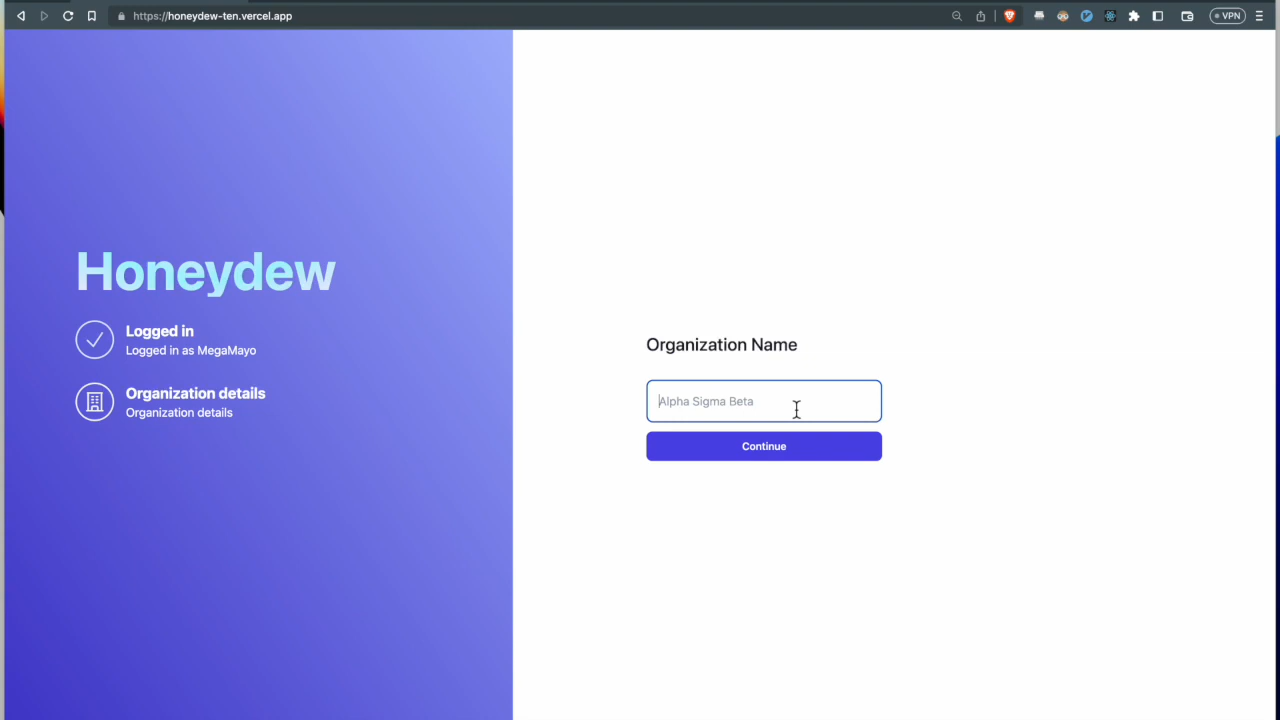 https://honeydew-ten.vercel.app
VPN
Honeydew
Logged in
Logged in as MegaMayo
Organization details
Organization details
Organization Name
Alpha Sigma Beta
Continue